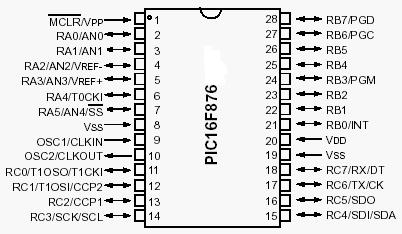 MCLR/VPP 1 28 RB7/PGD
RA0/AN0 2 27 RB6/PGC
RA1/AN1 3 26 RB5
RA2/AN2/VREF- 4 25 RB4
RA3/AN3/VREF+ 5 24 RB3/PGM
RA4/T0CKI 6 23 RB2
RA5/AN4/SS 7 22 RB1
VSS 8 21 RB0/INT
OSC1/CLKIN 9 20 VDD
OSC2/CLKOUT 10 19 VSS
RC0/T1OSO/T1CKI 11 18 RC7/RX/DT
RC1/T1OSI/CCP2 12 17 RC6/TX/CK
RC2/CCP1 13 16 RC5/SDO
RC3/SCK/SCL 14 15 RC4/SDI/SDA
PIC16F876